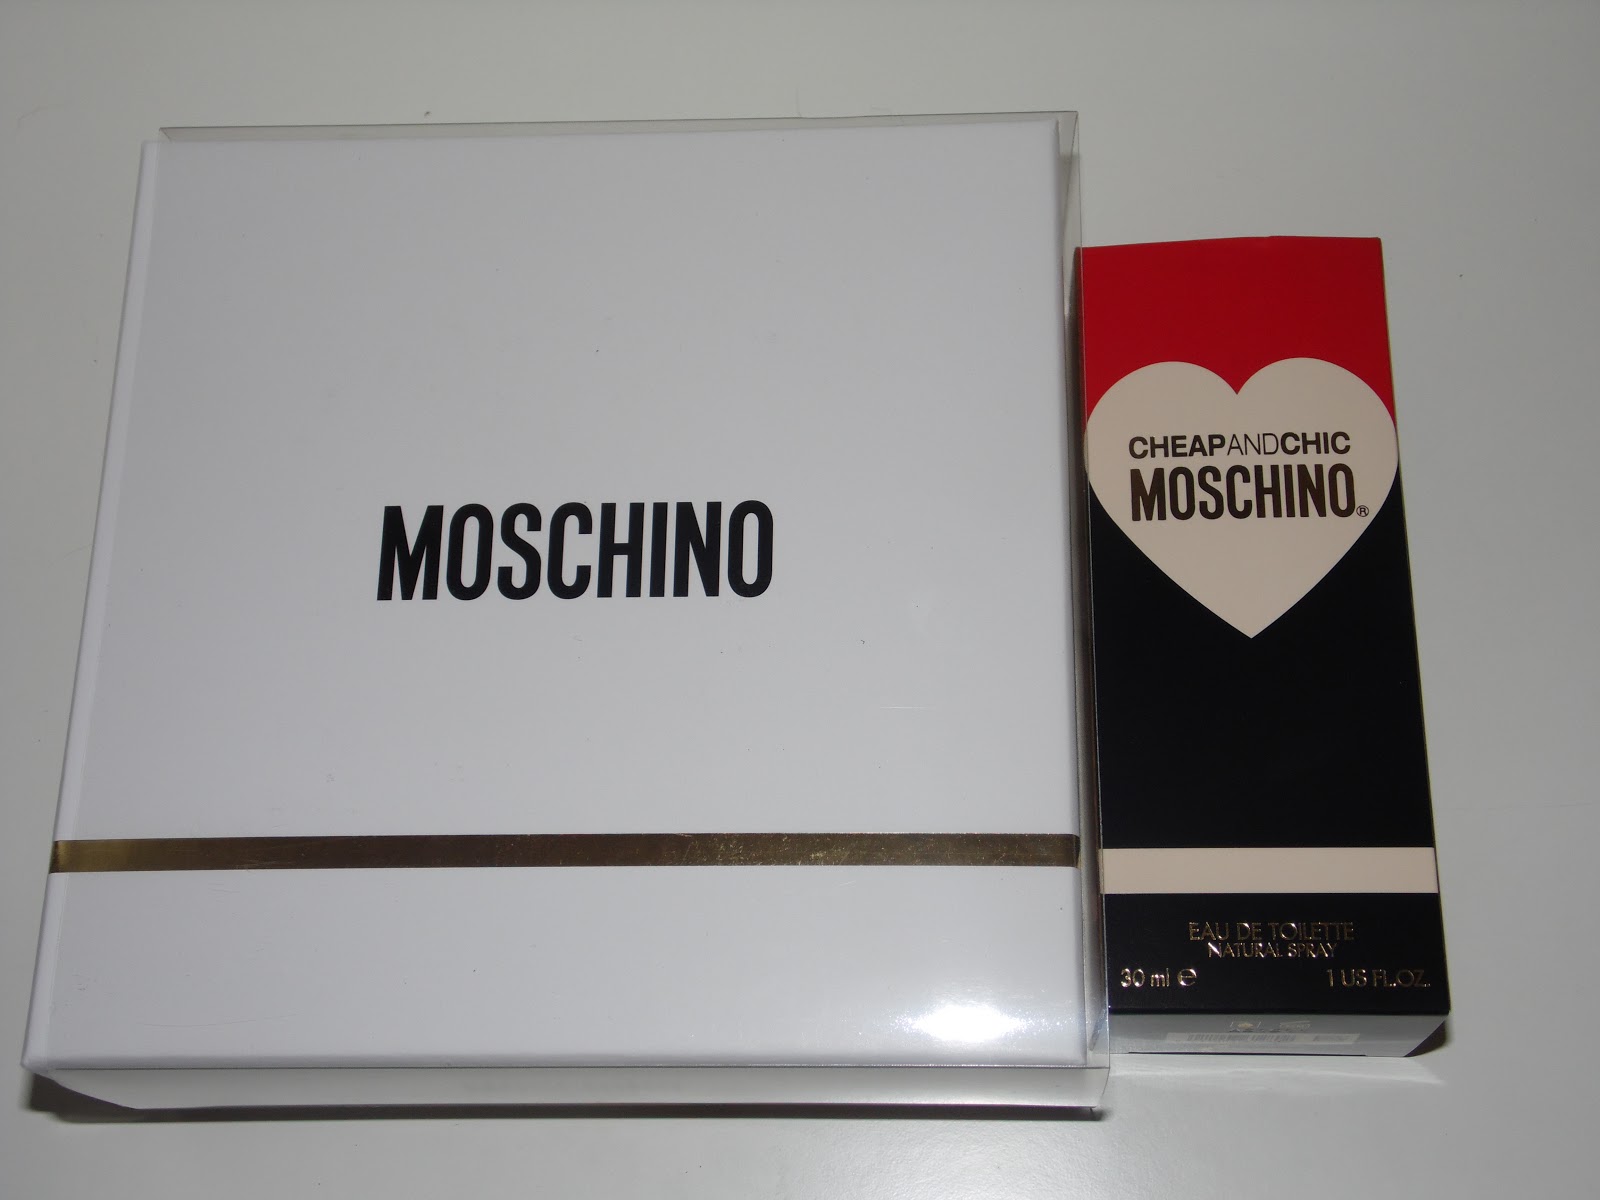 MOSCHINO
CHEAPANDCHIC
MOSCHINO®
EAU DE TOILETTE
NATURAL SPRAY
30 ml ℮ 1 US FL.OZ.